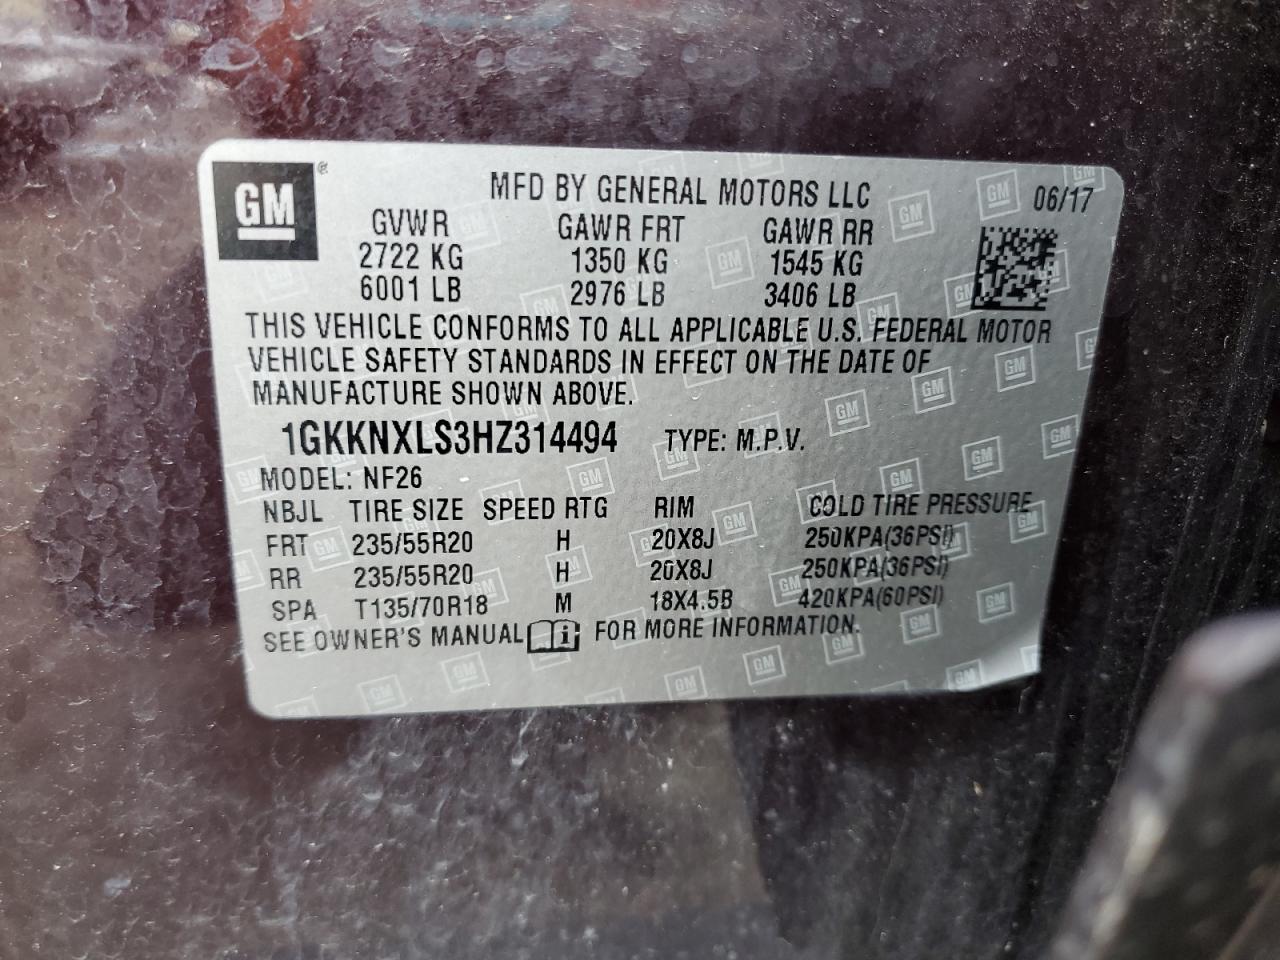 GM ®
MFD BY GENERAL MOTORS LLC 06/17
GVWR GAWR FRT GAWR RR
2722 KG 1350 KG 1545 KG
6001 LB 2976 LB 3406 LB
THIS VEHICLE CONFORMS TO ALL APPLICABLE U.S. FEDERAL MOTOR
VEHICLE SAFETY STANDARDS IN EFFECT ON THE DATE OF
MANUFACTURE SHOWN ABOVE.
1GKKNXLS3HZ314494 TYPE: M.P.V.
MODEL: NF26
NBJL TIRE SIZE SPEED RTG RIM COLD TIRE PRESSURE
FRT 235/55R20 H 20X8J 250KPA(36PSI)
RR 235/55R20 H 20X8J 250KPA(36PSI)
SPA T135/70R18 M 18X4.5B 420KPA(60PSI)
SEE OWNER'S MANUAL i FOR MORE INFORMATION.